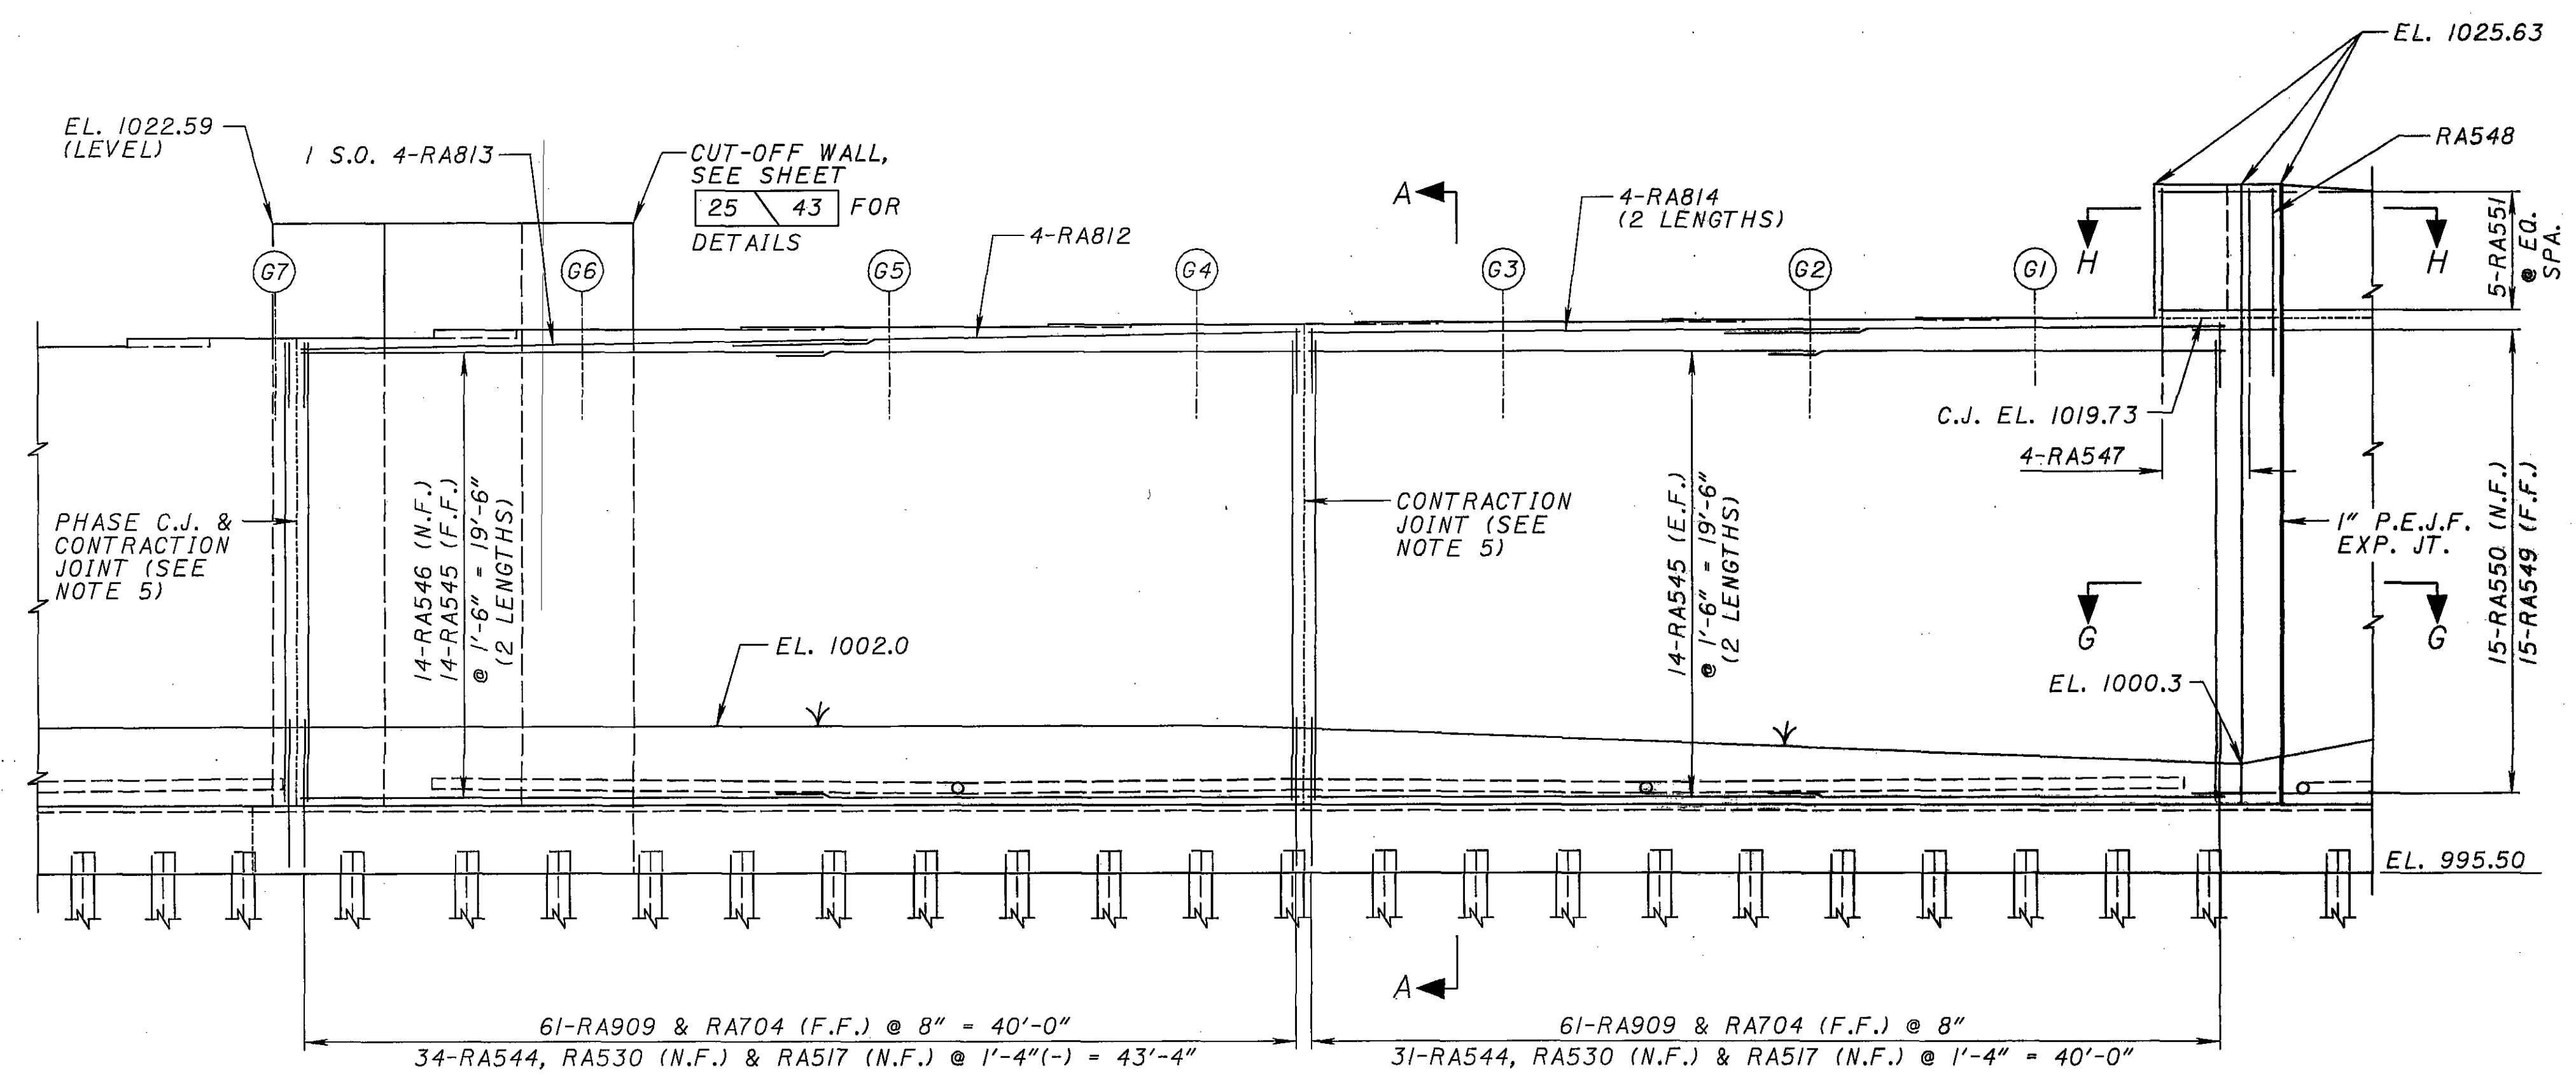 EL. 1025.63
EL. 1022.59
(LEVEL)
1 S.O. 4-RA813
CUT-OFF WALL,
SEE SHEET
25 \ 43 FOR
DETAILS
4-RA812
A
4-RA814
(2 LENGTHS)
RA548
H
H
5-RA551
@ EQ.
SPA.
G7
G6
G5
G4
G3
G2
G1
C.J. EL. 1019.73
4-RA547
PHASE C.J. &
CONTRACTION
JOINT (SEE
NOTE 5)
14-RA546 (N.F.)
14-RA545 (F.F.)
@ 1'-6" = 19'-6"
(2 LENGTHS)
CONTRACTION
JOINT (SEE
NOTE 5)
14-RA545 (E.F.)
@ 1'-6" = 19'-6"
(2 LENGTHS)
1" P.E.J.F.
EXP. JT.
15-RA550 (N.F.)
15-RA549 (F.F.)
G
G
EL. 1002.0
EL. 1000.3
EL. 995.50
A
61-RA909 & RA704 (F.F.) @ 8" = 40'-0"
34-RA544, RA530 (N.F.) & RA517 (N.F.) @ 1'-4"(-) = 43'-4"
61-RA909 & RA704 (F.F.) @ 8"
31-RA544, RA530 (N.F.) & RA517 (N.F.) @ 1'-4" = 40'-0"